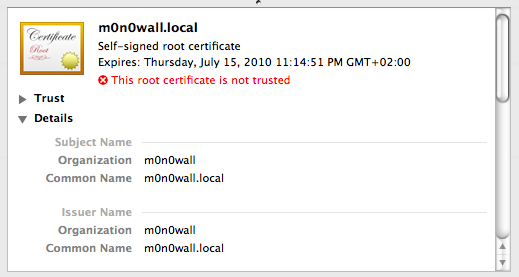 Certificate
Root
m0n0wall.local
Self-signed root certificate
Expires: Thursday, July 15, 2010 11:14:51 PM GMT+02:00
This root certificate is not trusted
Trust
Details
Subject Name
Organization m0n0wall
Common Name m0n0wall.local
Issuer Name
Organization m0n0wall
Common Name m0n0wall.local